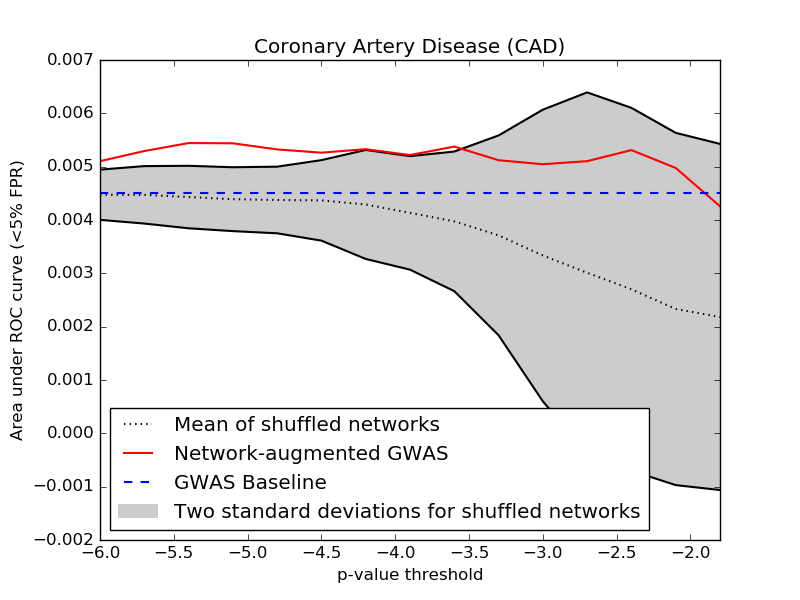 Coronary Artery Disease (CAD)
0.007
0.006
0.005
0.004
0.003
0.002
0.001
0.000
−0.001
−0.002
Area under ROC curve (<5% FPR)
Mean of shuffled networks
Network-augmented GWAS
GWAS Baseline
Two standard deviations for shuffled networks
−6.0 −5.5 −5.0 −4.5 −4.0 −3.5 −3.0 −2.5 −2.0
p-value threshold